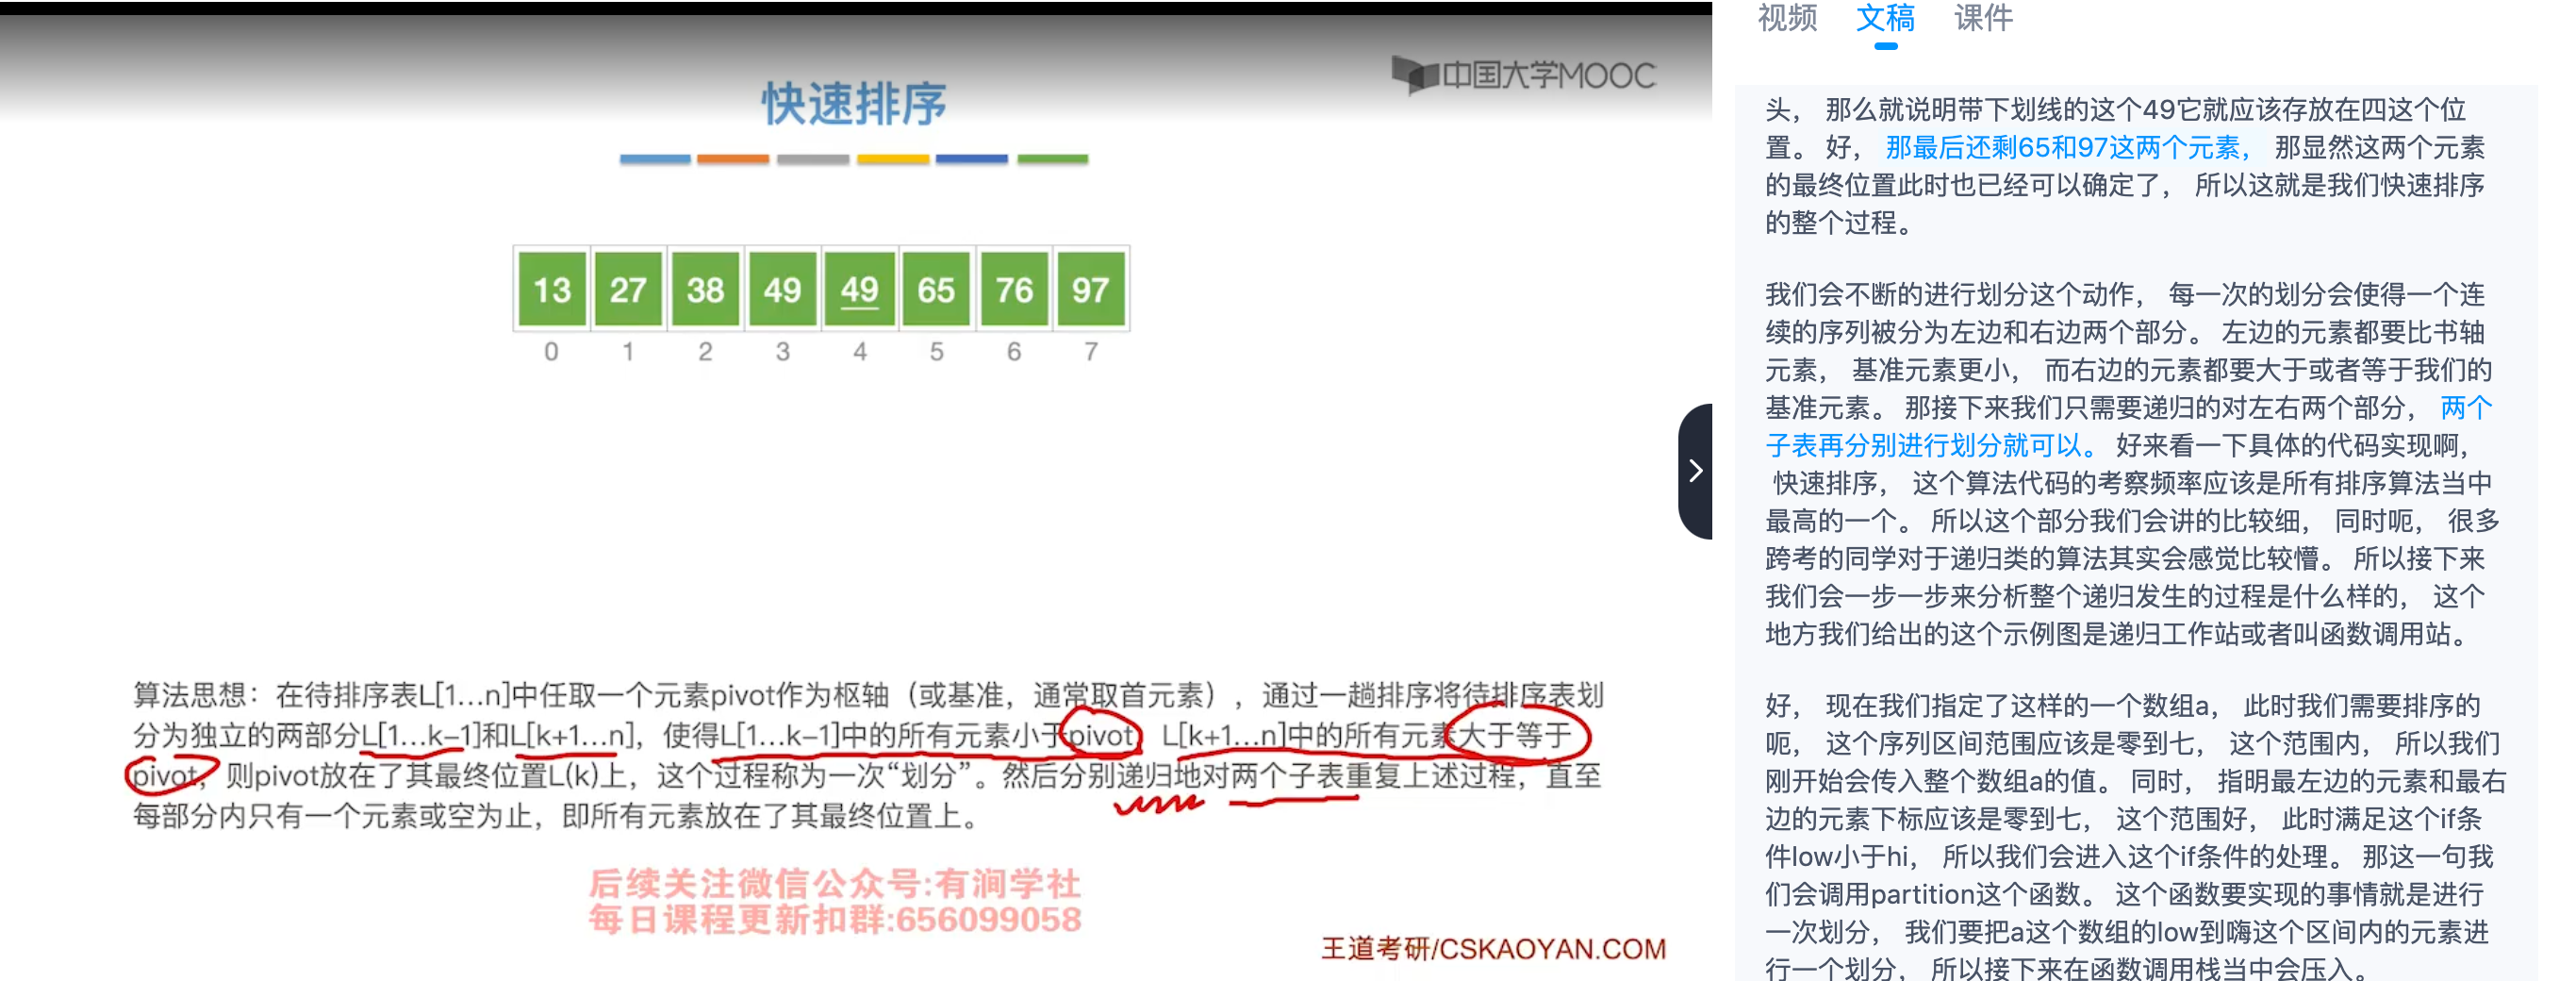 中国大学MOOC
快速排序
13 27 38 49 49 65 76 97
0 1 2 3 4 5 6 7
算法思想：在待排序表L[1…n]中任取一个元素pivot作为枢轴（或基准，通常取首元素），通过一趟排序将待排序表划
分为独立的两部分L[1…k−1]和L[k+1…n]，使得L[1…k−1]中的所有元素小于pivot，L[k+1…n]中的所有元素大于等于
pivot，则pivot放在了其最终位置L(k)上，这个过程称为一次“划分”。然后分别递归地对两个子表重复上述过程，直至
每部分内只有一个元素或空为止，即所有元素放在了其最终位置上。
后续关注微信公众号:有涧学社
每日课程更新扣群:656099058
王道考研/CSKAOYAN.COM
视频 文稿 课件
头， 那么就说明带下划线的这个49它就应该存放在四这个位
置。 好， 那最后还剩65和97这两个元素， 那显然这两个元素
的最终位置此时也已经可以确定了， 所以这就是我们快速排序
的整个过程。
我们会不断的进行划分这个动作， 每一次的划分会使得一个连
续的序列被分为左边和右边两个部分。 左边的元素都要比书轴
元素， 基准元素更小， 而右边的元素都要大于或者等于我们的
基准元素。 那接下来我们只需要递归的对左右两个部分， 两个
子表再分别进行划分就可以。 好来看一下具体的代码实现啊，
快速排序， 这个算法代码的考察频率应该是所有排序算法当中
最高的一个。 所以这个部分我们会讲的比较细， 同时呃， 很多
跨考的同学对于递归类的算法其实会感觉比较懵。 所以接下来
我们会一步一步来分析整个递归发生的过程是什么样的， 这个
地方我们给出的这个示例图是递归工作站或者叫函数调用站。
好， 现在我们指定了这样的一个数组a， 此时我们需要排序的
呃， 这个序列区间范围应该是零到七， 这个范围内， 所以我们
刚开始会传入整个数组a的值。 同时， 指明最左边的元素和最右
边的元素下标应该是零到七， 这个范围好， 此时满足这个if条
件low小于hi， 所以我们会进入这个if条件的处理。 那这一句我
们会调用partition这个函数。 这个函数要实现的事情就是进行
一次划分， 我们要把a这个数组的low到嗨这个区间内的元素进
行一个划分， 所以接下来在函数调用栈当中会压入。